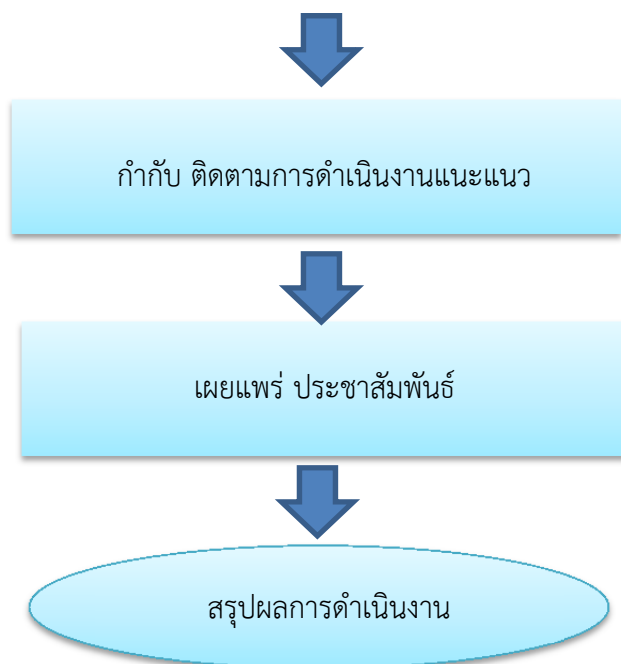 กำกับ ติดตามการดำเนินงานแนะแนว
เผยแพร่ ประชาสัมพันธ์
สรุปผลการดำเนินงาน